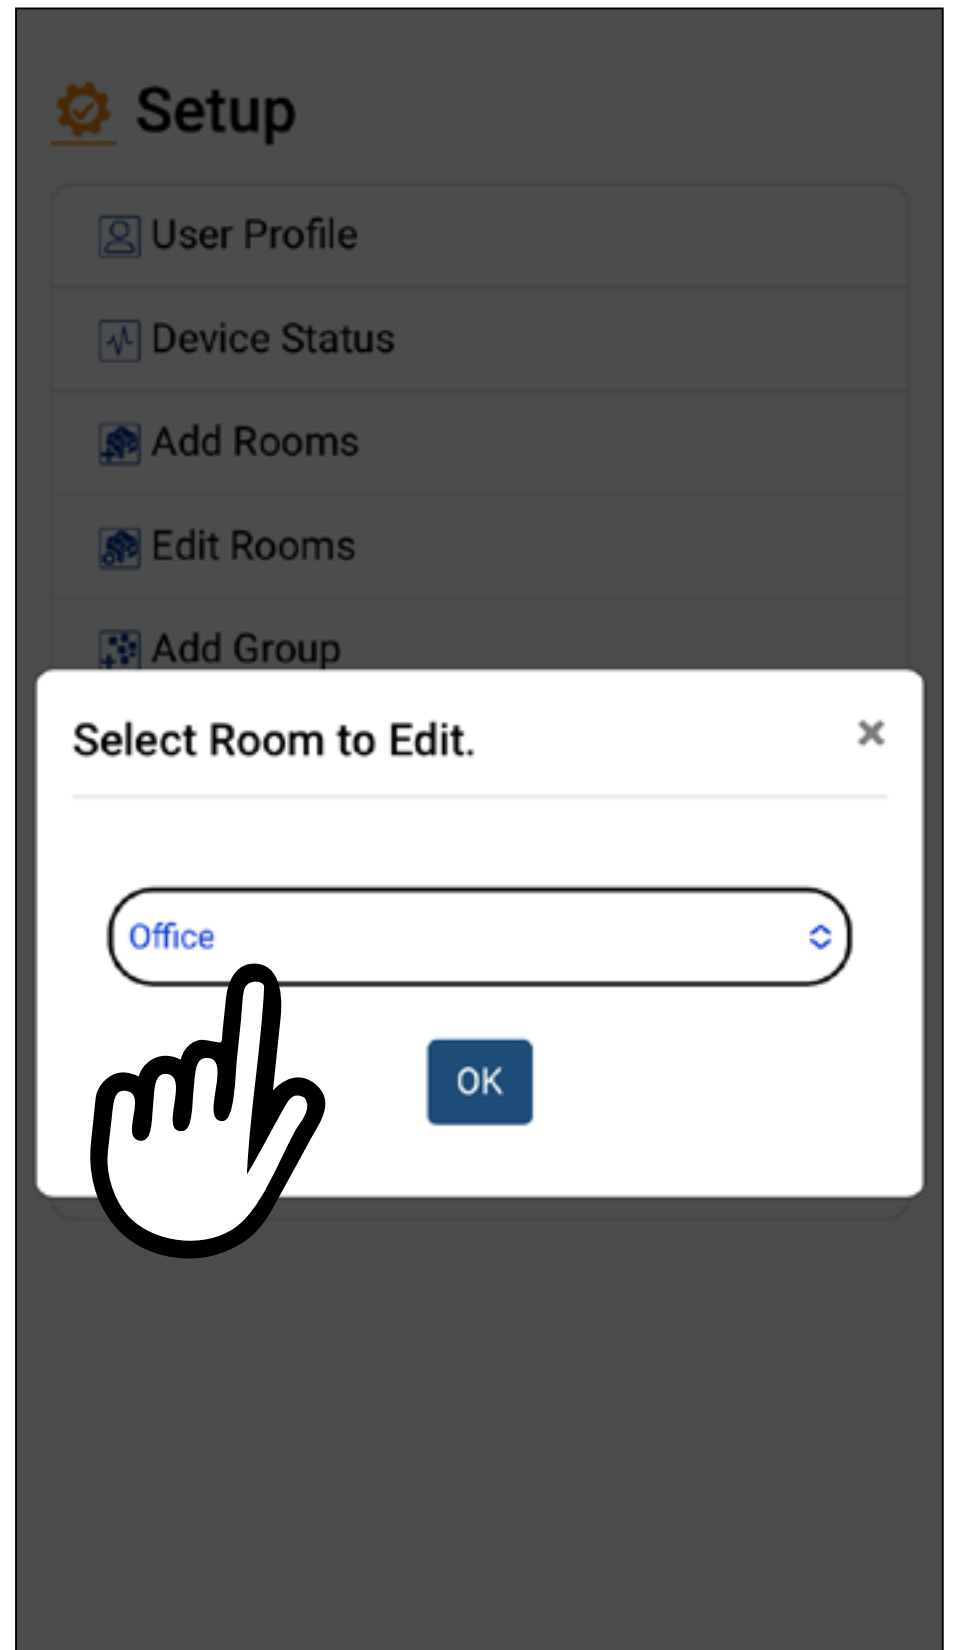 Setup
User Profile
Device Status
Add Rooms
Edit Rooms
Add Group
Select Room to Edit.
Office
OK